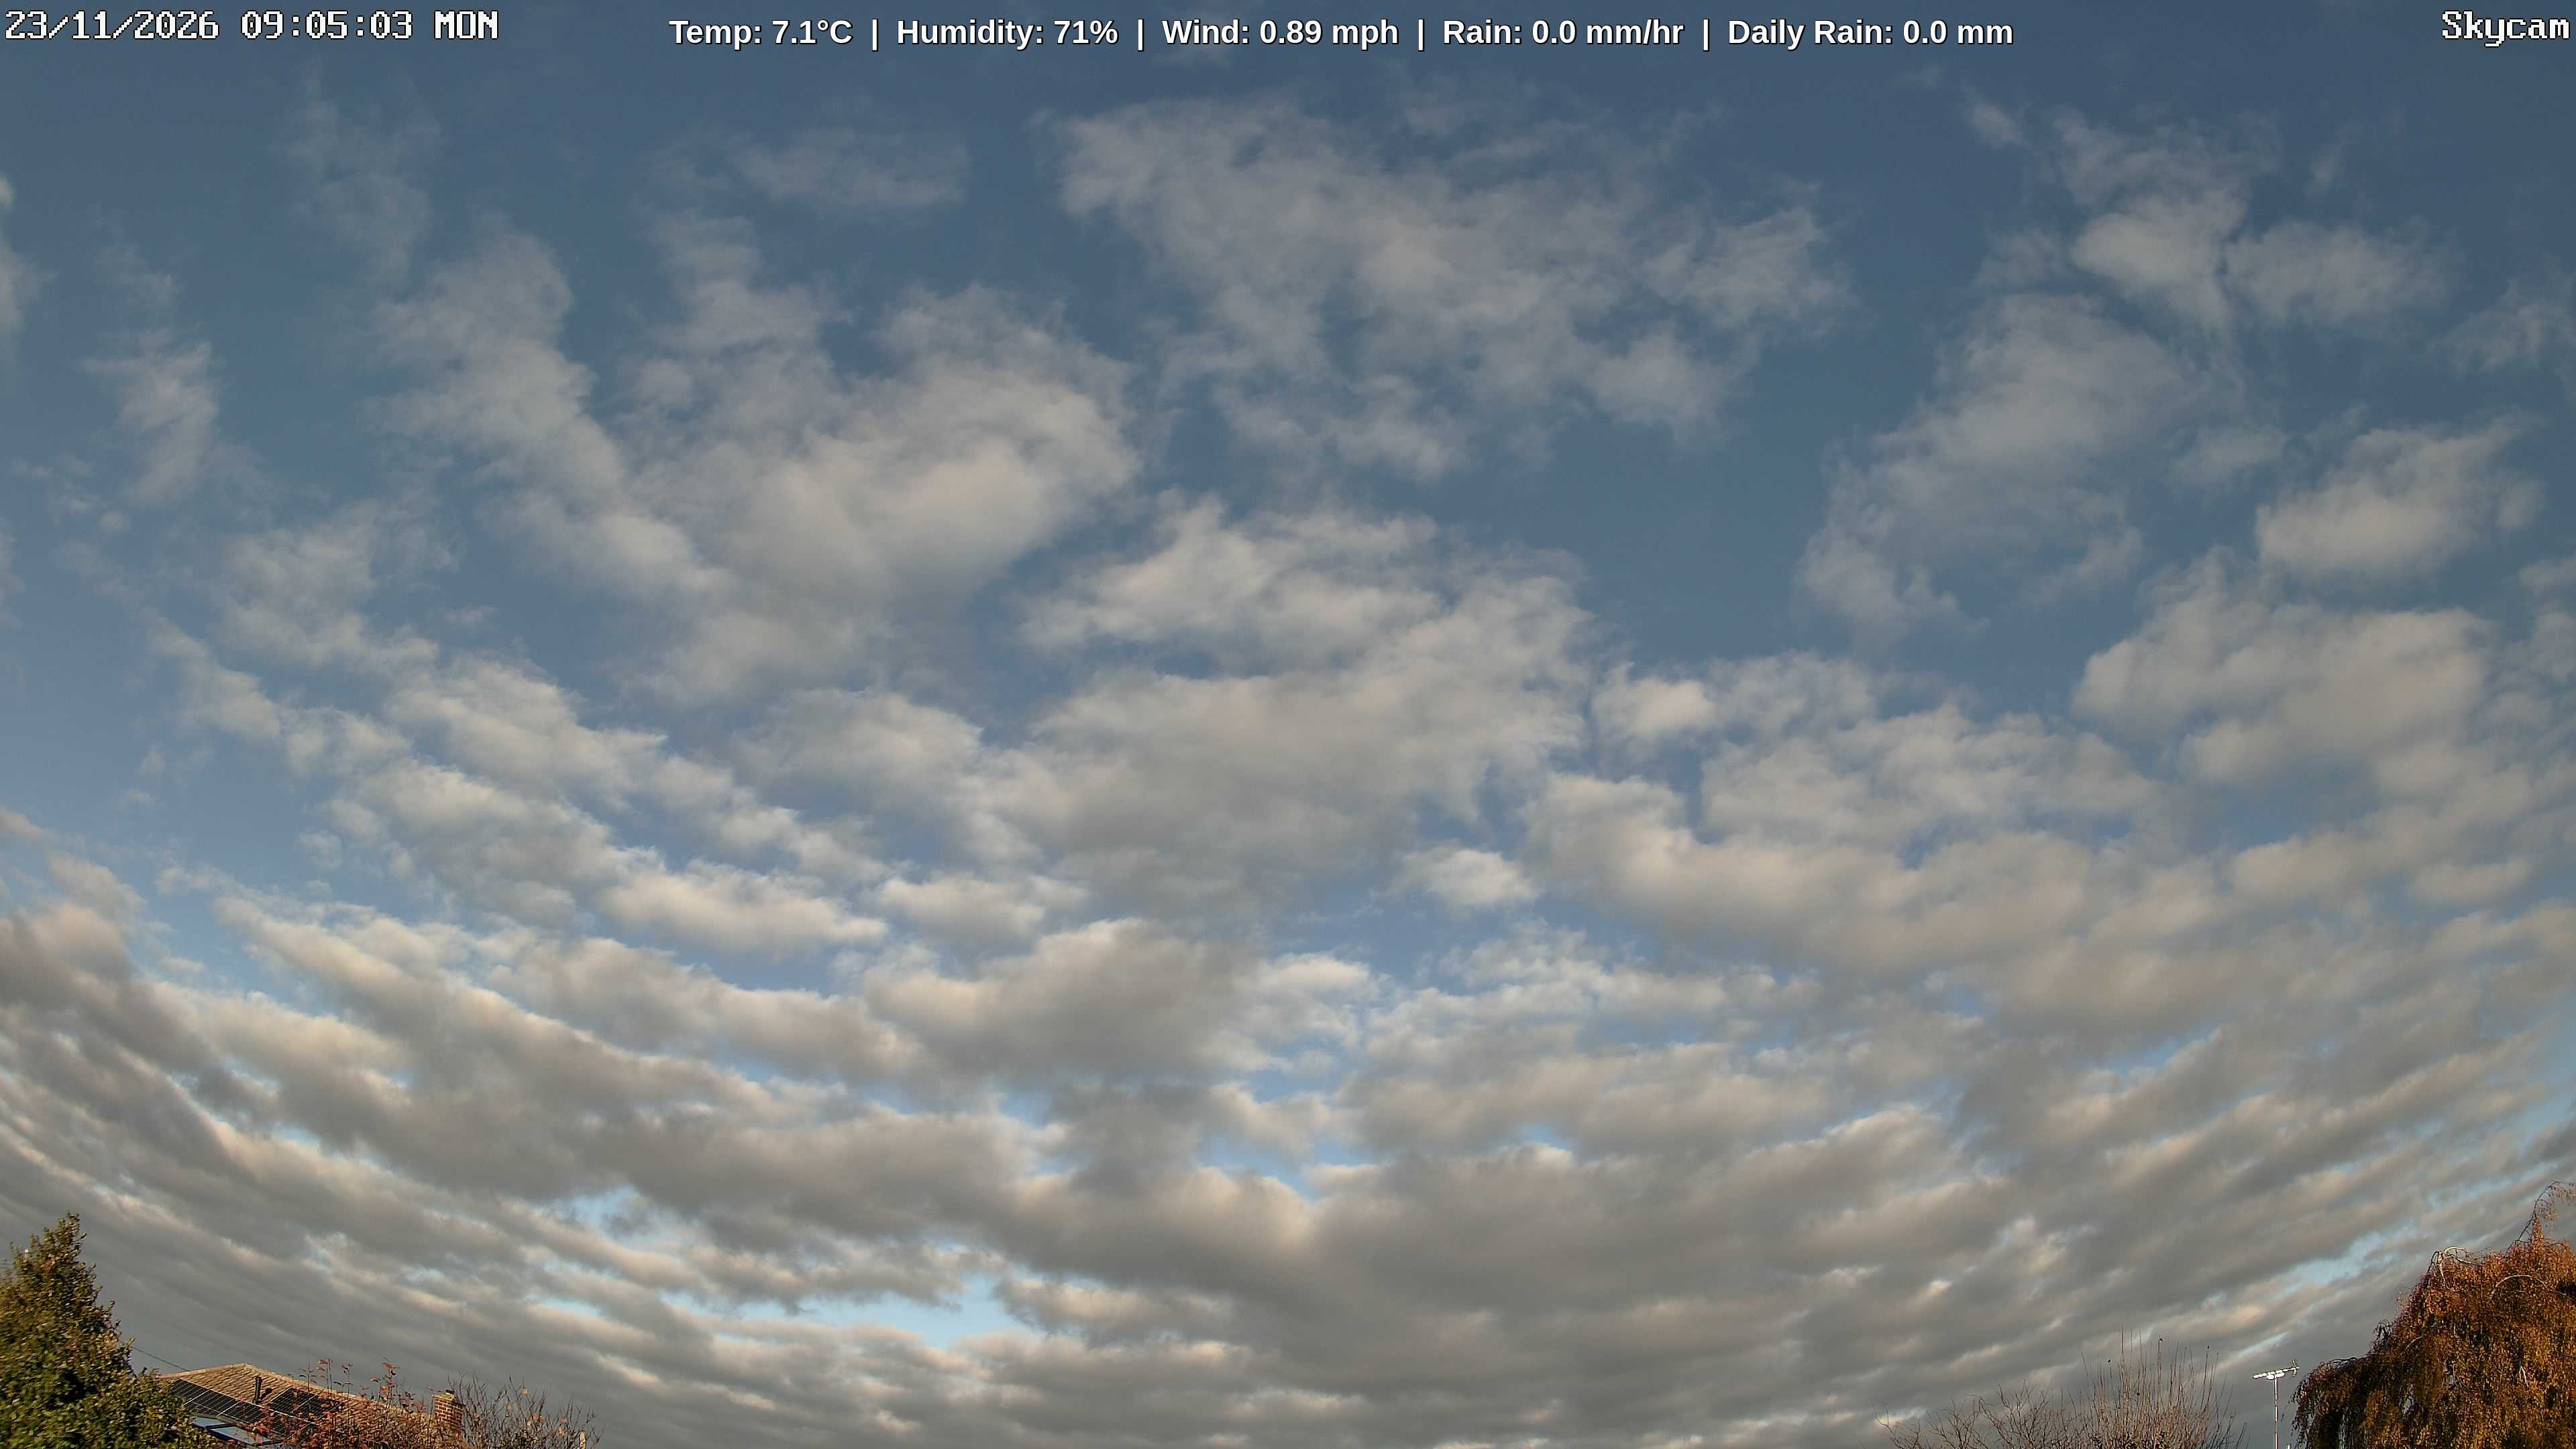 23/11/2026 09:05:03 MON
Temp: 7.1°C | Humidity: 71% | Wind: 0.89 mph | Rain: 0.0 mm/hr | Daily Rain: 0.0 mm
Skycam